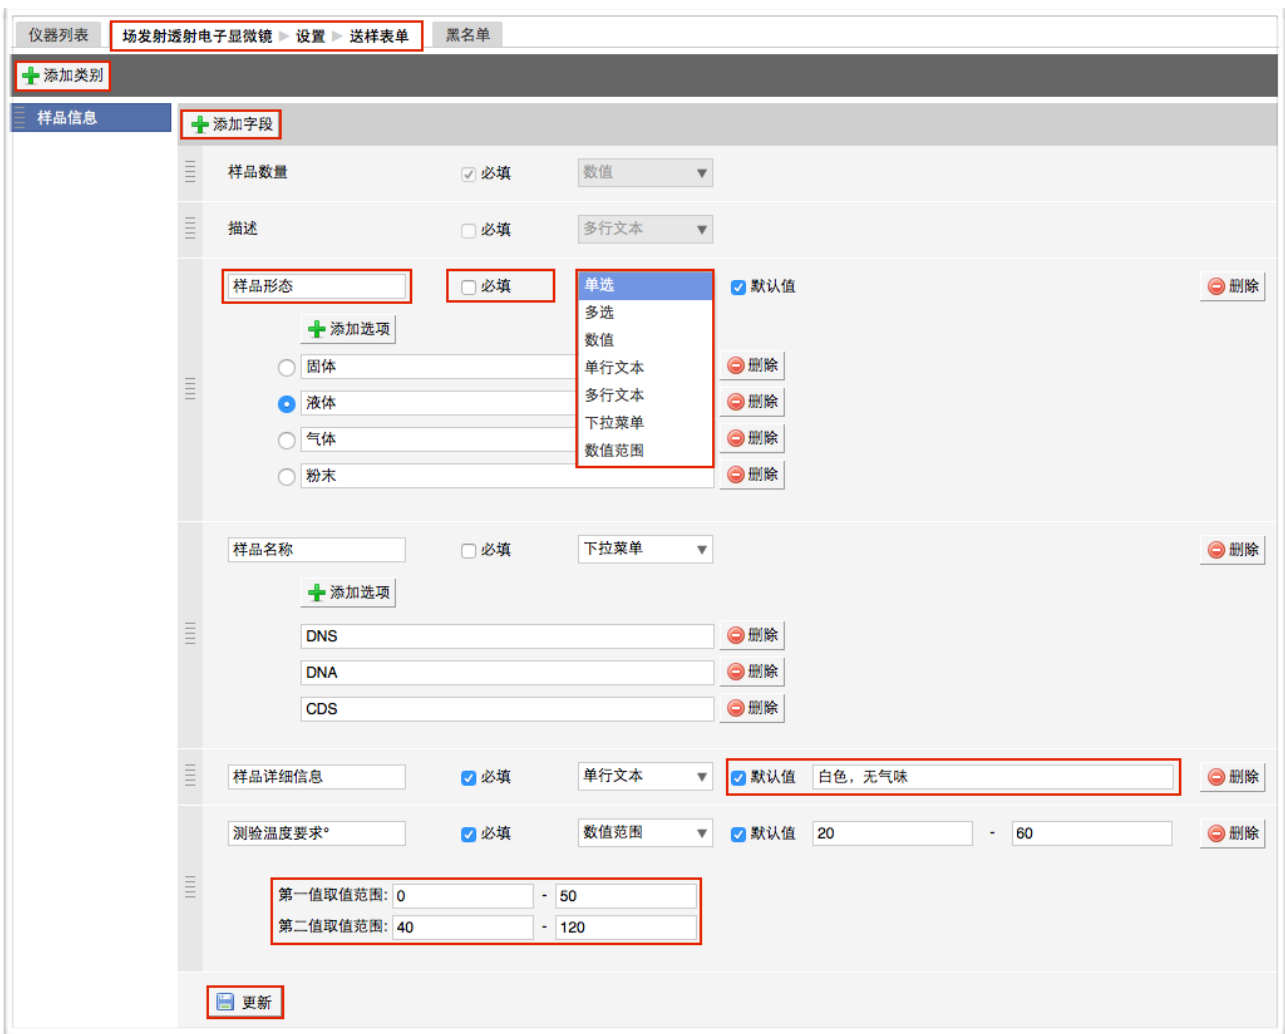 仪器列表 场发射透射电子显微镜 设置 送样表单 黑名单
添加类别
样品信息 添加字段
样品数量 必填 数值
描述 必填 多行文本
样品形态 必填 单选 默认值 删除
多选
添加选项 数值
固体 单行文本 删除
液体 多行文本 删除
下拉菜单
气体 数值范围 删除
粉末 删除
样品名称 必填 下拉菜单 删除
添加选项
DNS 删除
DNA 删除
CDS 删除
样品详细信息 必填 单行文本 默认值 白色，无气味 删除
测验温度要求° 必填 数值范围 默认值 20 - 60 删除
第一值取值范围: 0 - 50
第二值取值范围: 40 - 120
更新